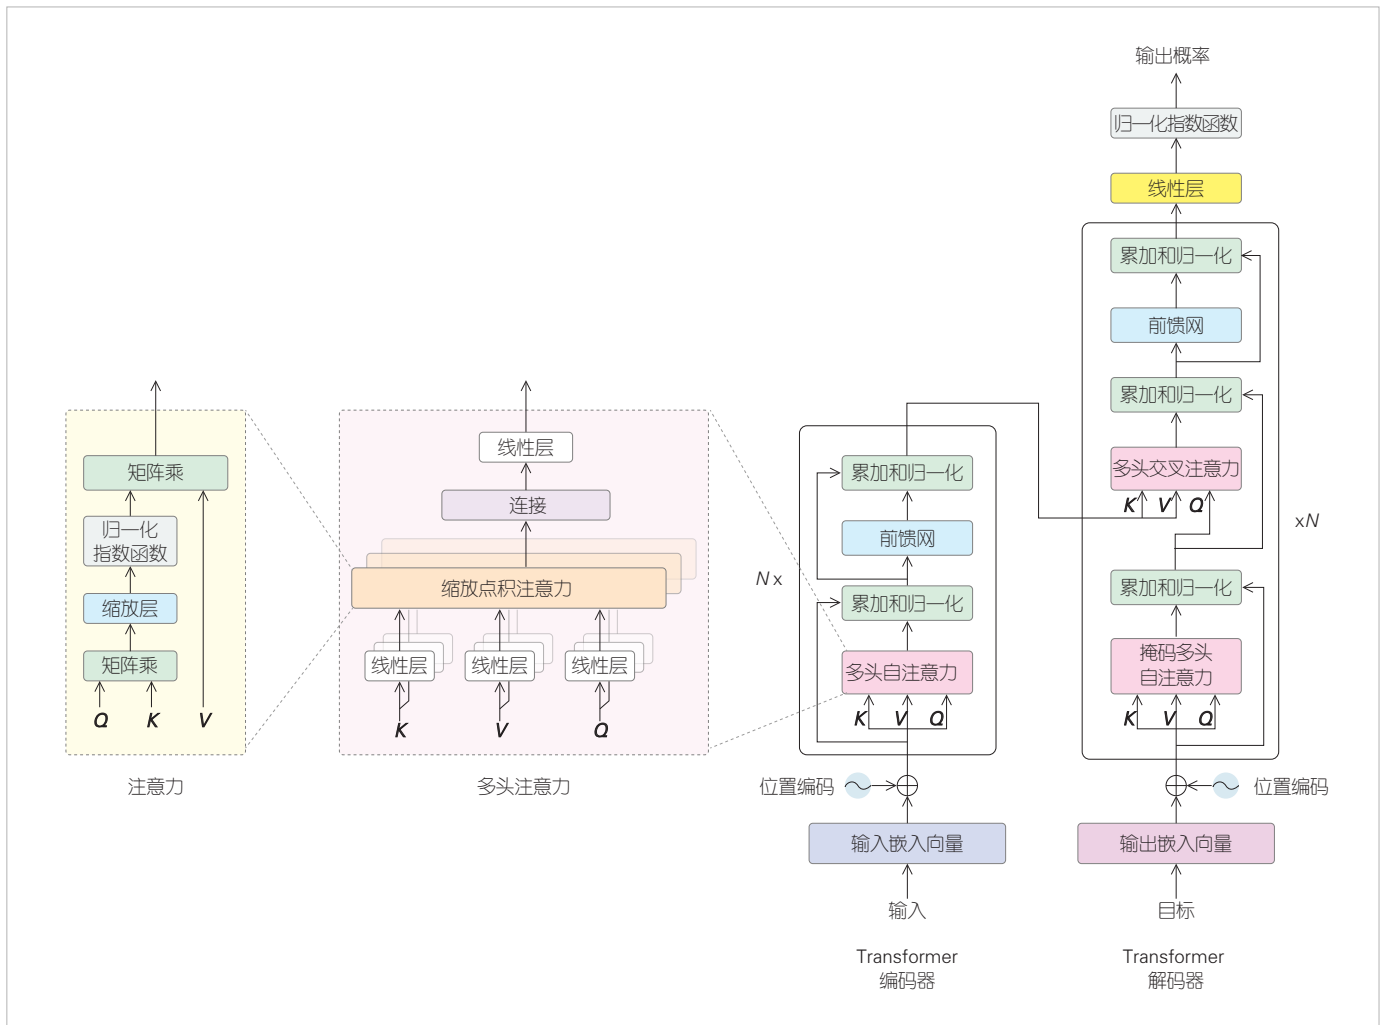 输出概率
归一化指数函数
线性层
累加和归一化
前馈网
累加和归一化
多头交叉注意力
K V Q
xN
累加和归一化
掩码多头
自注意力
K V Q
位置编码
输出嵌入向量
目标
Transformer
解码器
累加和归一化
前馈网
Nx
累加和归一化
多头自注意力
K V Q
位置编码
输入嵌入向量
输入
Transformer
编码器
线性层
连接
缩放点积注意力
线性层 线性层 线性层
K V Q
多头注意力
矩阵乘
归一化
指数函数
缩放层
矩阵乘
Q K V
注意力